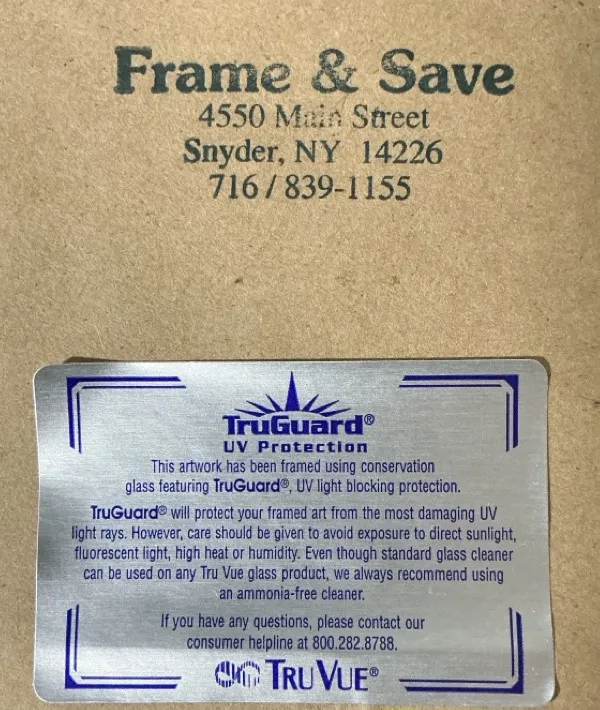 Frame & Save
4550 Main Street
Snyder, NY 14226
716/839-1155
TruGuard®
UV Protection
This artwork has been framed using conservation
glass featuring TruGuard®, UV light blocking protection.
TruGuard® will protect your framed art from the most damaging UV
light rays. However, care should be given to avoid exposure to direct sunlight,
fluorescent light, high heat or humidity. Even though standard glass cleaner
can be used on any Tru Vue glass product, we always recommend using
an ammonia-free cleaner.
If you have any questions, please contact our
consumer helpline at 800.282.8788.
TRU VUE®